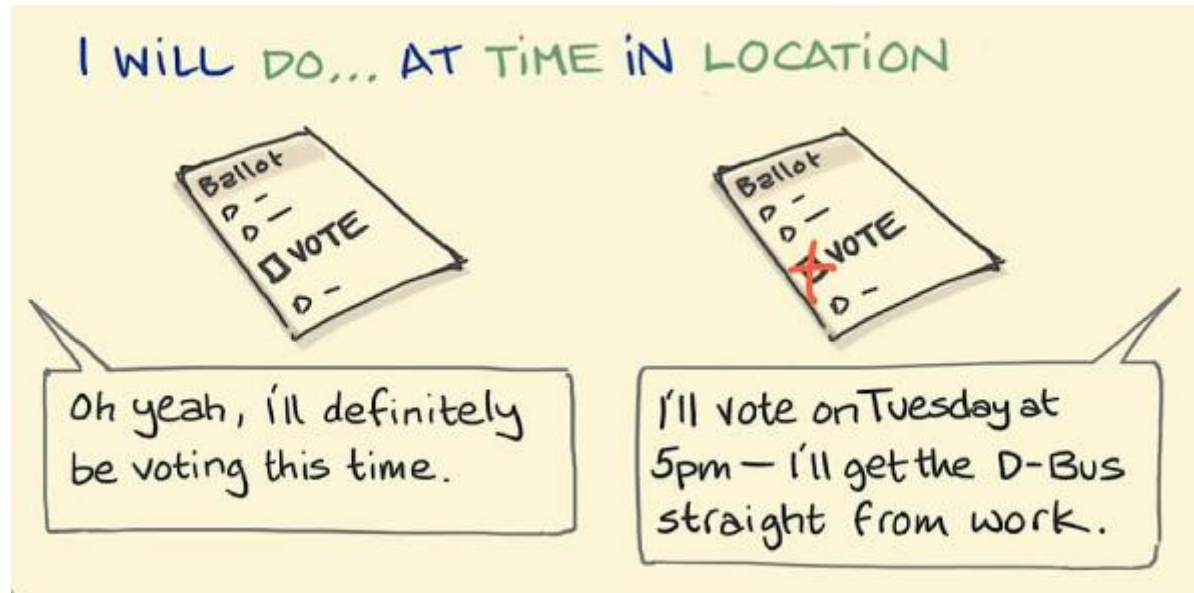 I WILL DO... AT TIME IN LOCATION
Ballot
VOTE
Ballot
VOTE
Oh yeah, i'll definitely
be voting this time.
I'll vote on Tuesday at
5pm — I'll get the D-Bus
straight from work.